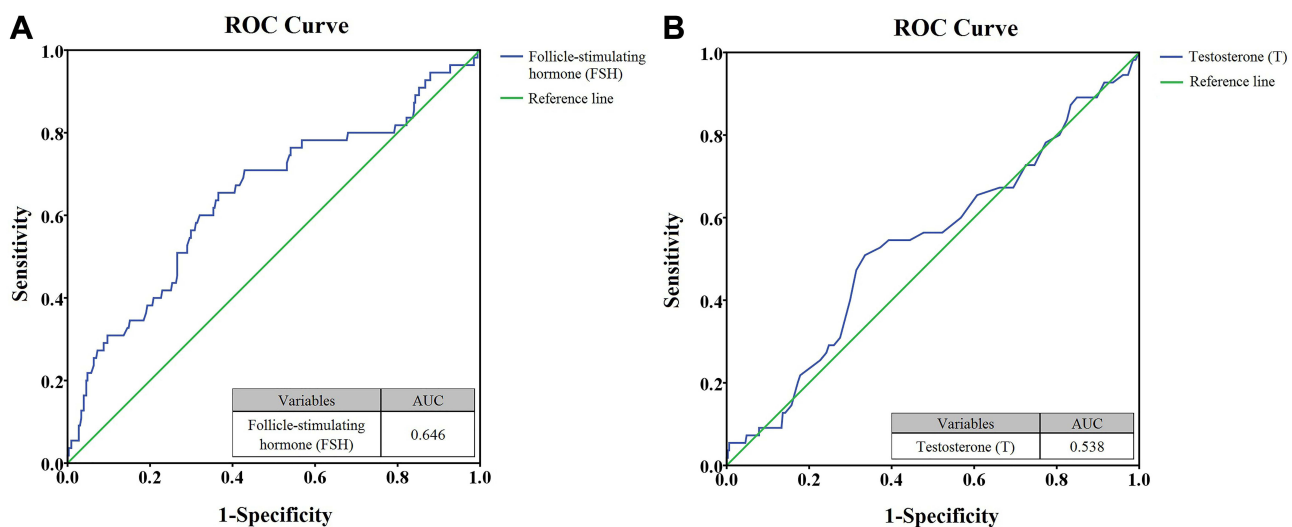 A
ROC Curve
Follicle-stimulating
hormone (FSH)
Reference line
1.0
0.8
0.6
0.4
0.2
0.0
Sensitivity
Variables AUC
Follicle-stimulating
hormone (FSH)
0.646
0.0 0.2 0.4 0.6 0.8 1.0
1-Specificity
B
ROC Curve
Testosterone (T)
Reference line
1.0
0.8
0.6
0.4
0.2
0.0
Sensitivity
Variables AUC
Testosterone (T) 0.538
0.0 0.2 0.4 0.6 0.8 1.0
1-Specificity